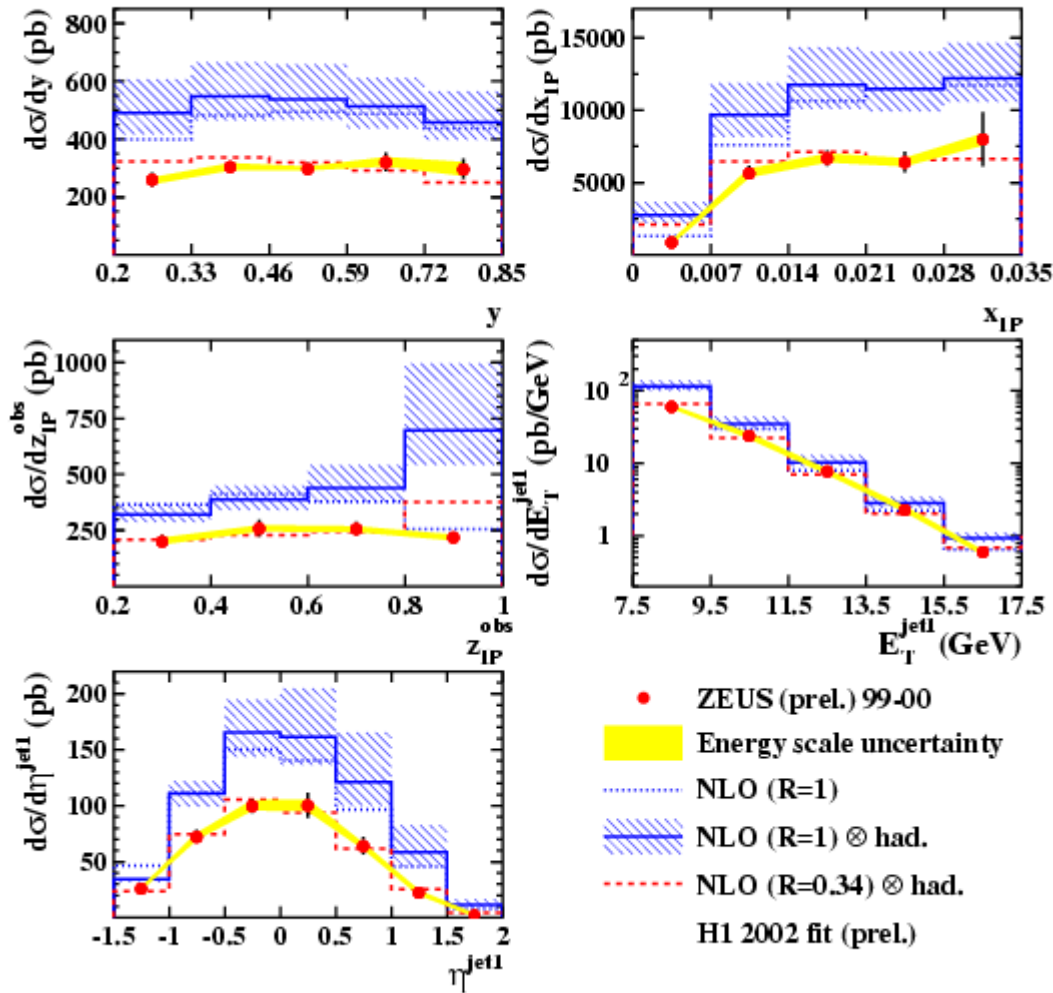 dσ/dy (pb)
800
600
400
200
0
0.2 0.33 0.46 0.59 0.72 0.85
y
dσ/dx_IP (pb)
15000
10000
5000
0 0.007 0.014 0.021 0.028 0.035
x_IP
dσ/dz_IP^obs (pb)
1000
750
500
250
0
0.2 0.4 0.6 0.8 1
z_IP^obs
dσ/dE_T^jet1 (pb/GeV)
10^2
10
1
7.5 9.5 11.5 13.5 15.5 17.5
E_T^jet1 (GeV)
dσ/dη^jet1 (pb)
200
150
100
50
-1.5 -1 -0.5 0 0.5 1 1.5 2
η^jet1
ZEUS (prel.) 99-00
Energy scale uncertainty
NLO (R=1)
NLO (R=1) ⊗ had.
NLO (R=0.34) ⊗ had.
H1 2002 fit (prel.)